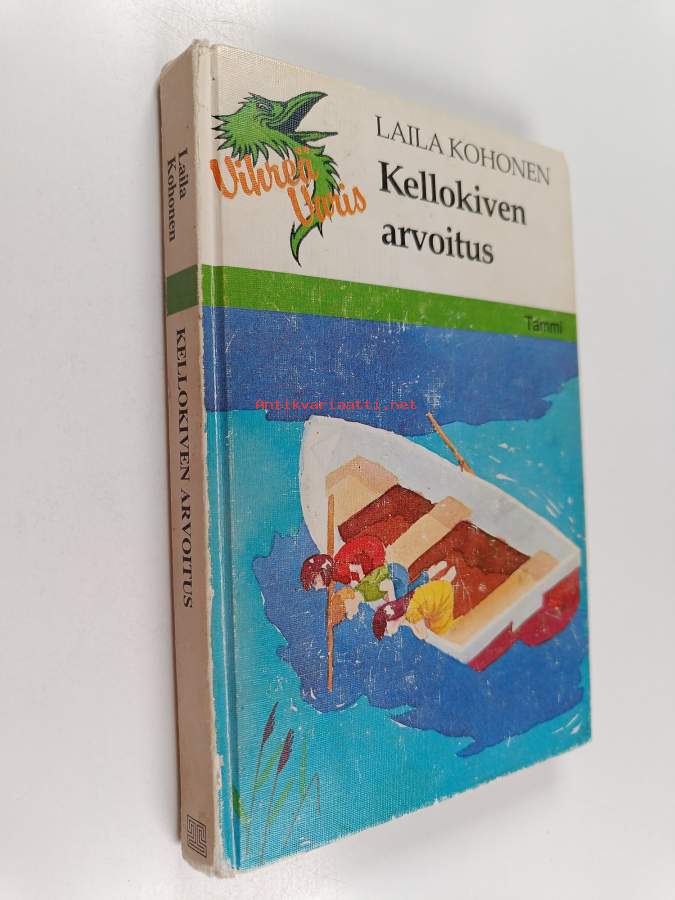 Laila
Kohonen
KELLOKIVEN ARVOITUS
Vihreä
Varis
LAILA KOHONEN
Kellokiven
arvoitus
Tammi
Antikvariaatti.net